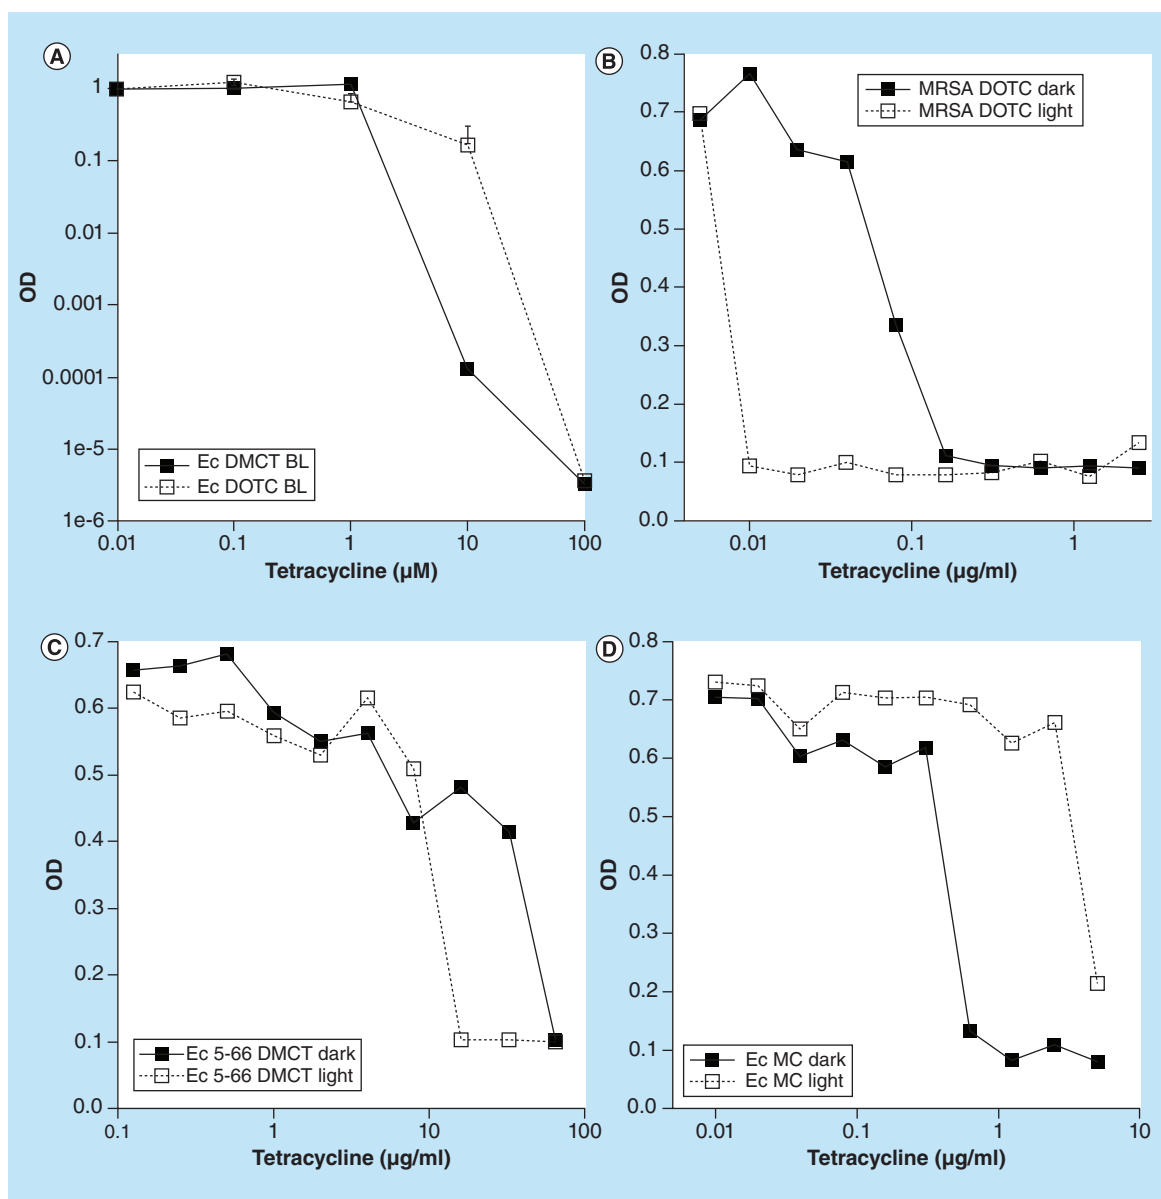 A
1
0.1
0.01
0.001
0.0001
1e-5
1e-6
OD
Ec DMCT BL
Ec DOTC BL
0.01 0.1 1 10 100
Tetracycline (µM)
B
0.8
0.7
0.6
0.5
0.4
0.3
0.2
0.1
0.0
OD
MRSA DOTC dark
MRSA DOTC light
0.01 0.1 1
Tetracycline (µg/ml)
C
0.7
0.6
0.5
0.4
0.3
0.2
0.1
0.0
OD
Ec 5-66 DMCT dark
Ec 5-66 DMCT light
0.1 1 10 100
Tetracycline (µg/ml)
D
0.8
0.7
0.6
0.5
0.4
0.3
0.2
0.1
0.0
OD
Ec MC dark
Ec MC light
0.01 0.1 1 10
Tetracycline (µg/ml)